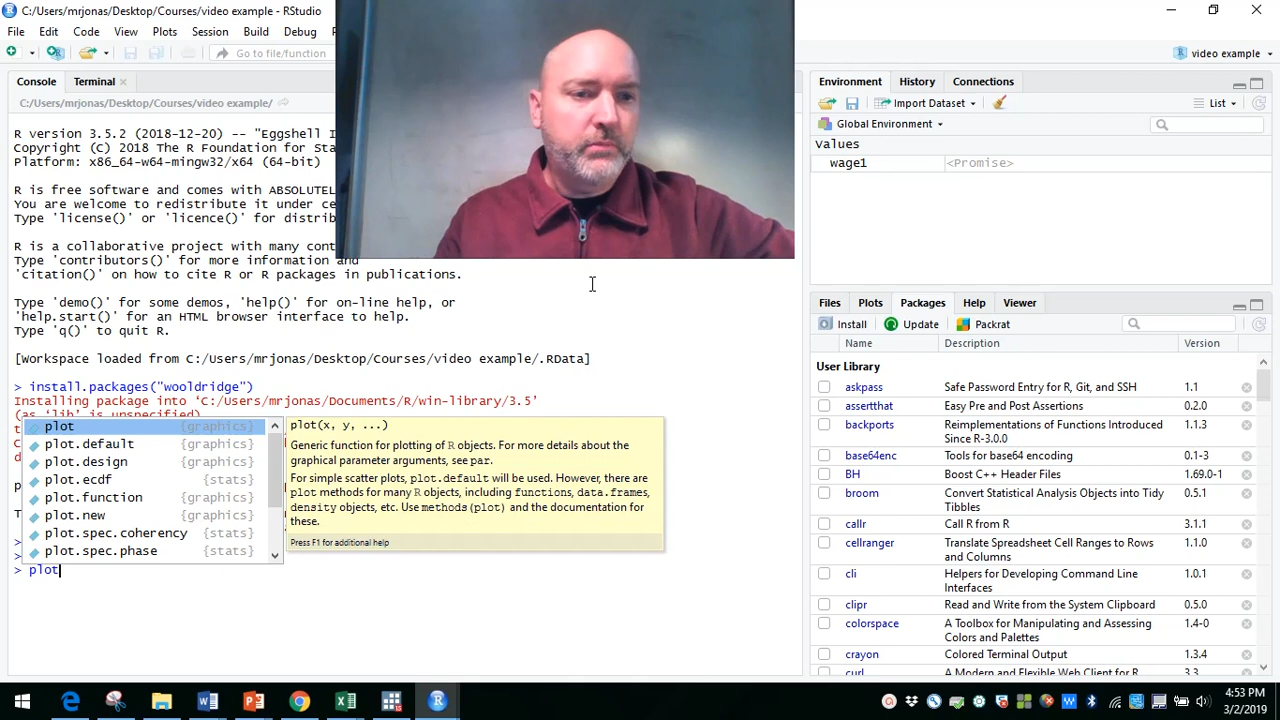 C:/Users/mrjonas/Desktop/Courses/video example - RStudio
File Edit Code View Plots Session Build Debug
Go to file/function
video example
Console Terminal
C:/Users/mrjonas/Desktop/Courses/video example/
R version 3.5.2 (2018-12-20) -- "Eggshell I
Copyright (C) 2018 The R Foundation for Sta
Platform: x86_64-w64-mingw32/x64 (64-bit)
R is free software and comes with ABSOLUTEL
You are welcome to redistribute it under ce
Type 'license()' or 'licence()' for distrib
R is a collaborative project with many cont
Type 'contributors()' for more information and
'citation()' on how to cite R or R packages in publications.
Type 'demo()' for some demos, 'help()' for on-line help, or
'help.start()' for an HTML browser interface to help.
Type 'q()' to quit R.
[Workspace loaded from C:/Users/mrjonas/Desktop/Courses/video example/.RData]
> install.packages("wooldridge")
Installing package into ‘C:/Users/mrjonas/Documents/R/win-library/3.5’
(as ‘lib’ is unspecified)
plot {graphics}
plot.default {graphics}
plot.design {graphics}
plot.ecdf {stats}
plot.function {graphics}
plot.new {graphics}
plot.spec.coherency {stats}
plot.spec.phase {stats}
plot(x, y, ...)
Generic function for plotting of R objects. For more details about the
graphical parameter arguments, see par.
For simple scatter plots, plot.default will be used. However, there are
plot methods for many R objects, including functions, data.frames,
density objects, etc. Use methods(plot) and the documentation for
these.
Press F1 for additional help
> plot
Environment History Connections
Import Dataset List
Global Environment
Values
wage1 <Promise>
Files Plots Packages Help Viewer
Install Update Packrat
Name Description Version
User Library
askpass Safe Password Entry for R, Git, and SSH 1.1
assertthat Easy Pre and Post Assertions 0.2.0
backports Reimplementations of Functions Introduced 1.1.3
Since R-3.0.0
base64enc Tools for base64 encoding 0.1-3
BH Boost C++ Header Files 1.69.0-1
broom Convert Statistical Analysis Objects into Tidy 0.5.1
Tibbles
callr Call R from R 3.1.1
cellranger Translate Spreadsheet Cell Ranges to Rows 1.1.0
and Columns
cli Helpers for Developing Command Line 1.0.1
Interfaces
clipr Read and Write from the System Clipboard 0.5.0
colorspace A Toolbox for Manipulating and Assessing 1.4-0
Colors and Palettes
crayon Colored Terminal Output 1.3.4
curl A Modern and Flexible Web Client for R 3.3
4:53 PM
3/2/2019